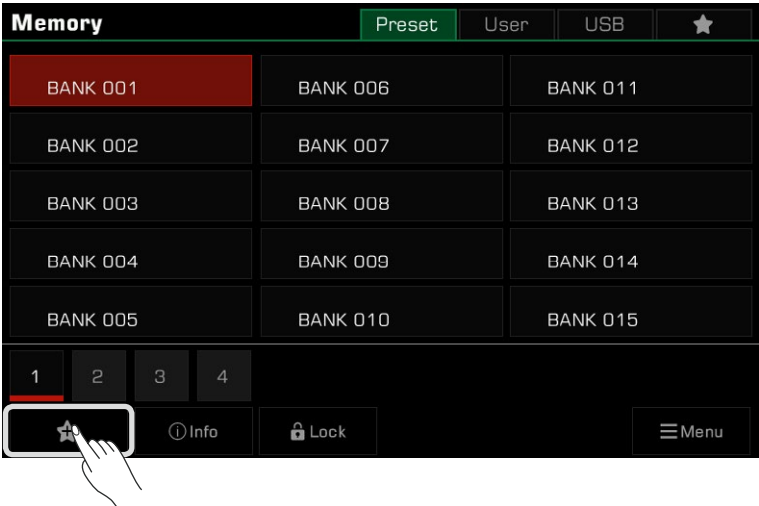 Memory Preset User USB
BANK 001 BANK 006 BANK 011
BANK 002 BANK 007 BANK 012
BANK 003 BANK 008 BANK 013
BANK 004 BANK 009 BANK 014
BANK 005 BANK 010 BANK 015
1 2 3 4
Info Lock Menu